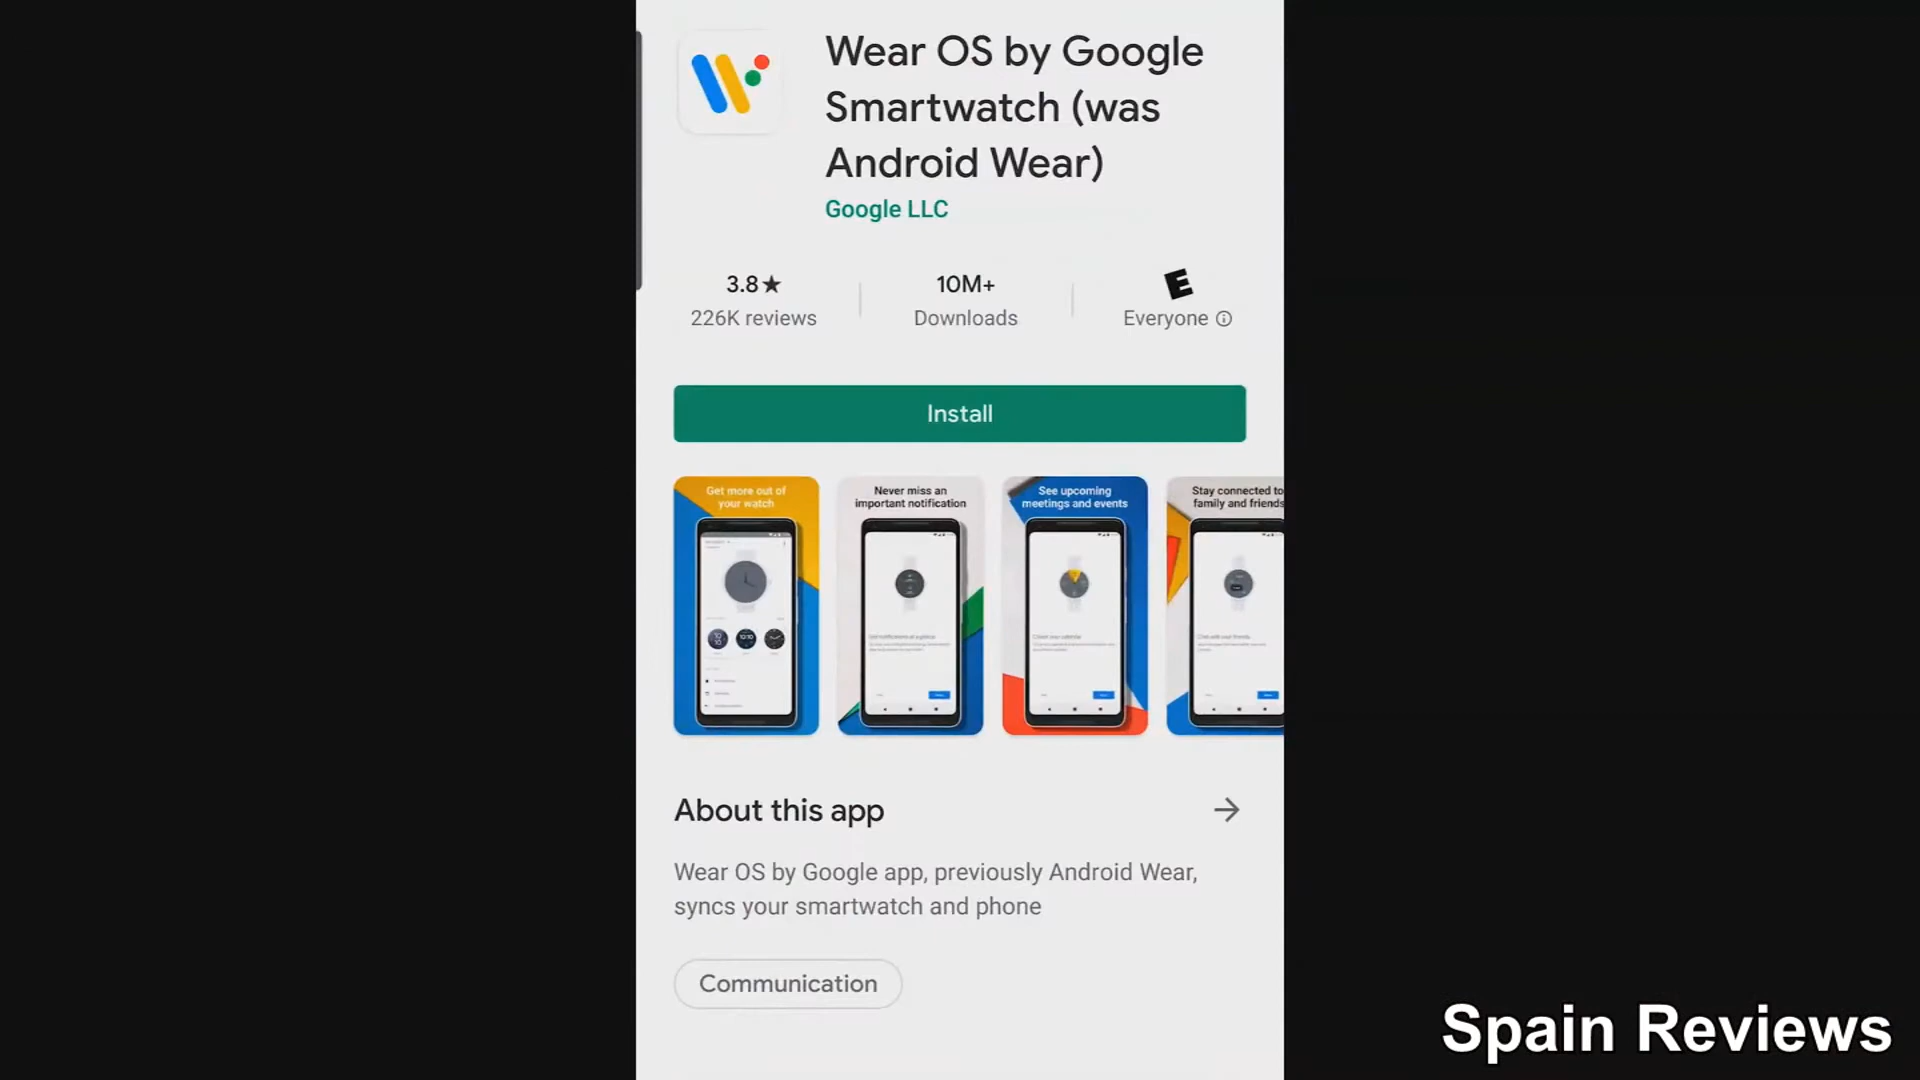 Wear OS by Google
Smartwatch (was
Android Wear)
Google LLC
3.8★
226K reviews
10M+
Downloads
E
Everyone
Install
Get more out of
your watch
Never miss an
important notification
See upcoming
meetings and events
Stay connected to
family and friends
About this app
Wear OS by Google app, previously Android Wear,
syncs your smartwatch and phone
Communication
Spain Reviews